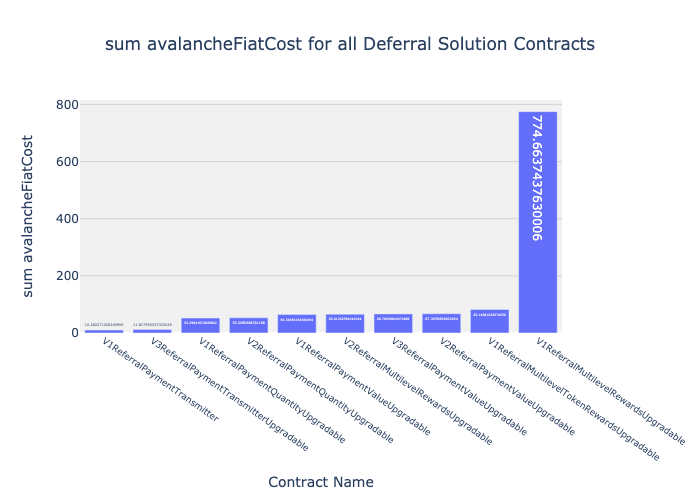 sum avalancheFiatCost for all Deferral Solution Contracts
sum avalancheFiatCost
800
600
400
200
0
774.6637437630006
V1ReferralPaymentTransmitter
V3ReferralPaymentTransmitterUpgradable
V1ReferralPaymentQuantityUpgradable
V2ReferralPaymentQuantityUpgradable
V1ReferralPaymentValueUpgradable
V2ReferralMultilevelRewardsUpgradable
V3ReferralPaymentValueUpgradable
V2ReferralPaymentValueUpgradable
V1ReferralMultilevelTokenRewardsUpgradable
V1ReferralMultilevelRewardsUpgradable
Contract Name